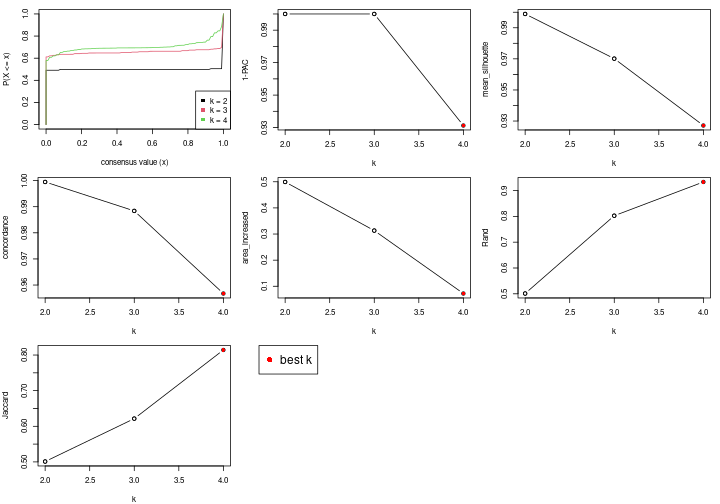 P(X <= x)
0.0 0.2 0.4 0.6 0.8 1.0
k = 2
k = 3
k = 4
0.0 0.2 0.4 0.6 0.8 1.0
consensus value (x)
1-PAC
0.93 0.95 0.97 0.99
2.0 2.5 3.0 3.5 4.0
k
mean_silhouette
0.93 0.95 0.97 0.99
2.0 2.5 3.0 3.5 4.0
k
concordance
0.96 0.97 0.98 0.99 1.00
2.0 2.5 3.0 3.5 4.0
k
area_increased
0.1 0.2 0.3 0.4 0.5
2.0 2.5 3.0 3.5 4.0
k
Rand
0.5 0.6 0.7 0.8 0.9
2.0 2.5 3.0 3.5 4.0
k
Jaccard
0.50 0.60 0.70 0.80
2.0 2.5 3.0 3.5 4.0
k
best k